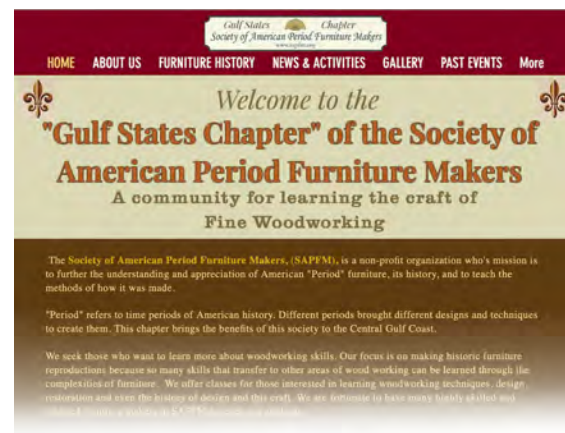 Gulf States Chapter
Society of American Period Furniture Makers
HOME ABOUT US FURNITURE HISTORY NEWS & ACTIVITIES GALLERY PAST EVENTS More
Welcome to the
"Gulf States Chapter" of the Society of
American Period Furniture Makers
A community for learning the craft of
Fine Woodworking
The Society of American Period Furniture Makers, (SAPFM), is a non-profit organization who's mission is
to further the understanding and appreciation of American "Period" furniture, its history, and to teach the
methods of how it was made.
"Period" refers to time periods of American history. Different periods brought different designs and techniques
to create them. This chapter brings the benefits of this society to the Central Gulf Coast.
We seek those who want to learn more about woodworking skills. Our focus is on making historic furniture
reproductions because so many skills that transfer to other areas of wood working can be learned through the
complexities of furniture. We offer classes for those interested in learning woodworking techniques, design
restoration and even the history of design and this craft. We are fortunate to have many highly skilled and